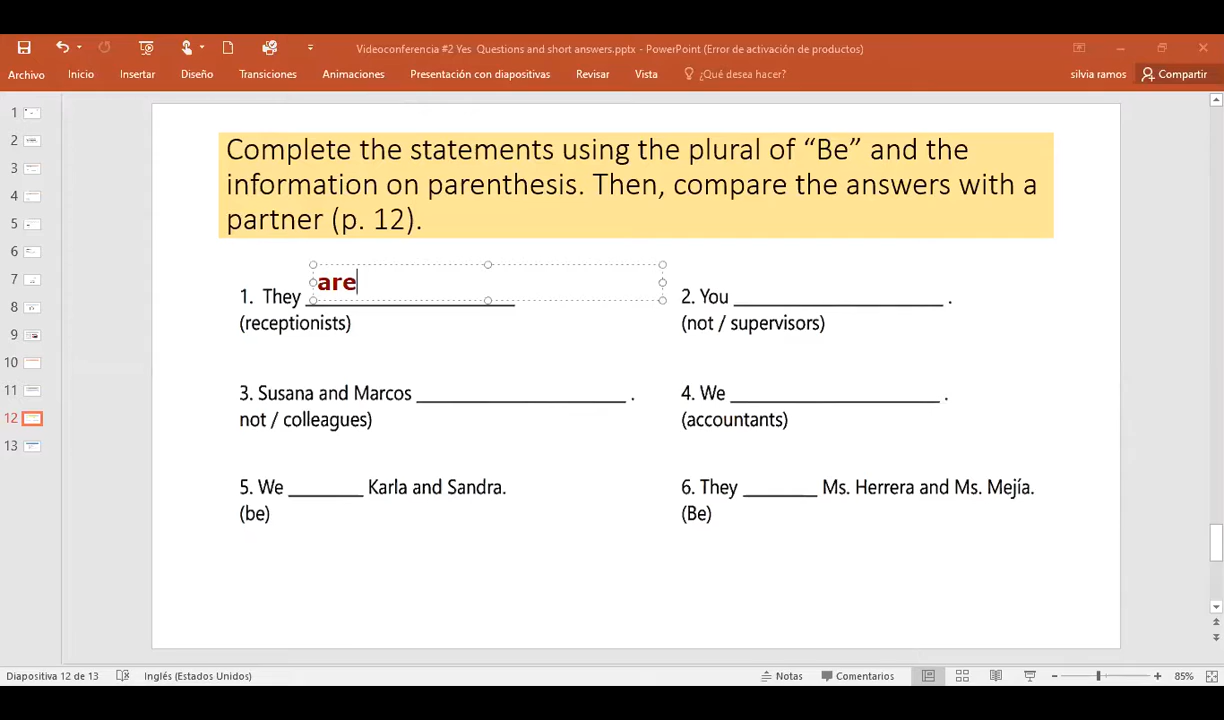 Videoconferencia #2 Yes  Questions and short answers.pptx - PowerPoint (Error de activación de productos)
Archivo Inicio Insertar Diseño Transiciones Animaciones Presentación con diapositivas Revisar Vista ¿Qué desea hacer? silvia ramos Compartir
1
2
3
4
5
6
7
8
9
10
11
12
13
Complete the statements using the plural of “Be” and the
information on parenthesis. Then, compare the answers with a
partner (p. 12).
are
1. They ____________________
(receptionists)
2. You ____________________ .
(not / supervisors)
3. Susana and Marcos ____________________ .
not / colleagues)
4. We ____________________ .
(accountants)
5. We _______ Karla and Sandra.
(be)
6. They _______ Ms. Herrera and Ms. Mejía.
(Be)
Diapositiva 12 de 13 Inglés (Estados Unidos) Notas Comentarios 85%